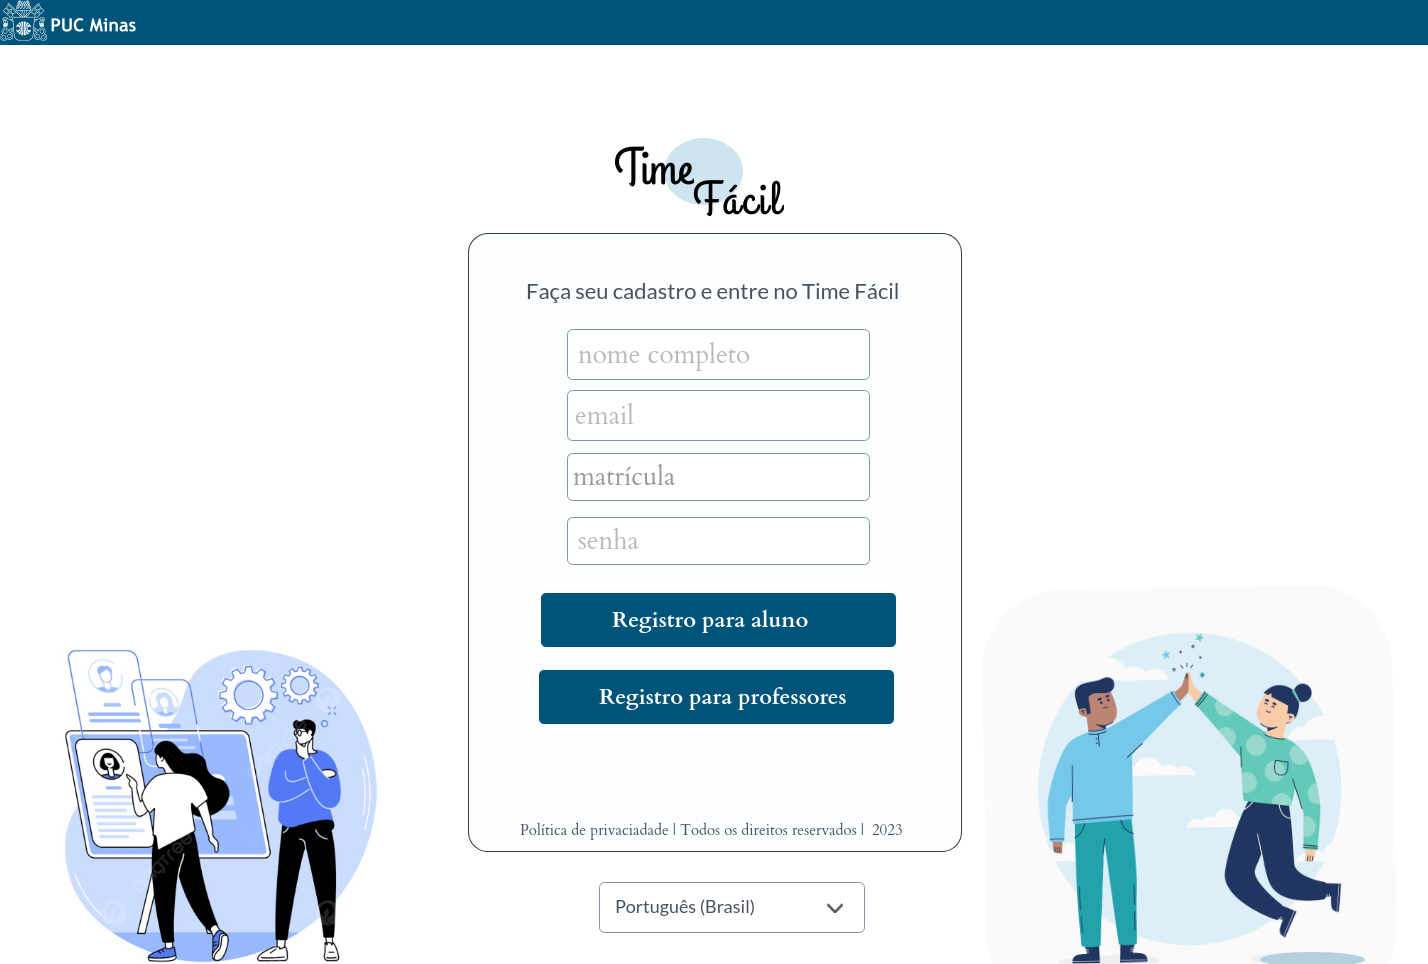 PUC Minas
Time
Fácil
Faça seu cadastro e entre no Time Fácil
nome completo
email
matrícula
senha
Registro para aluno
Registro para professores
Política de privaciadade | Todos os direitos reservados | 2023
Português (Brasil)